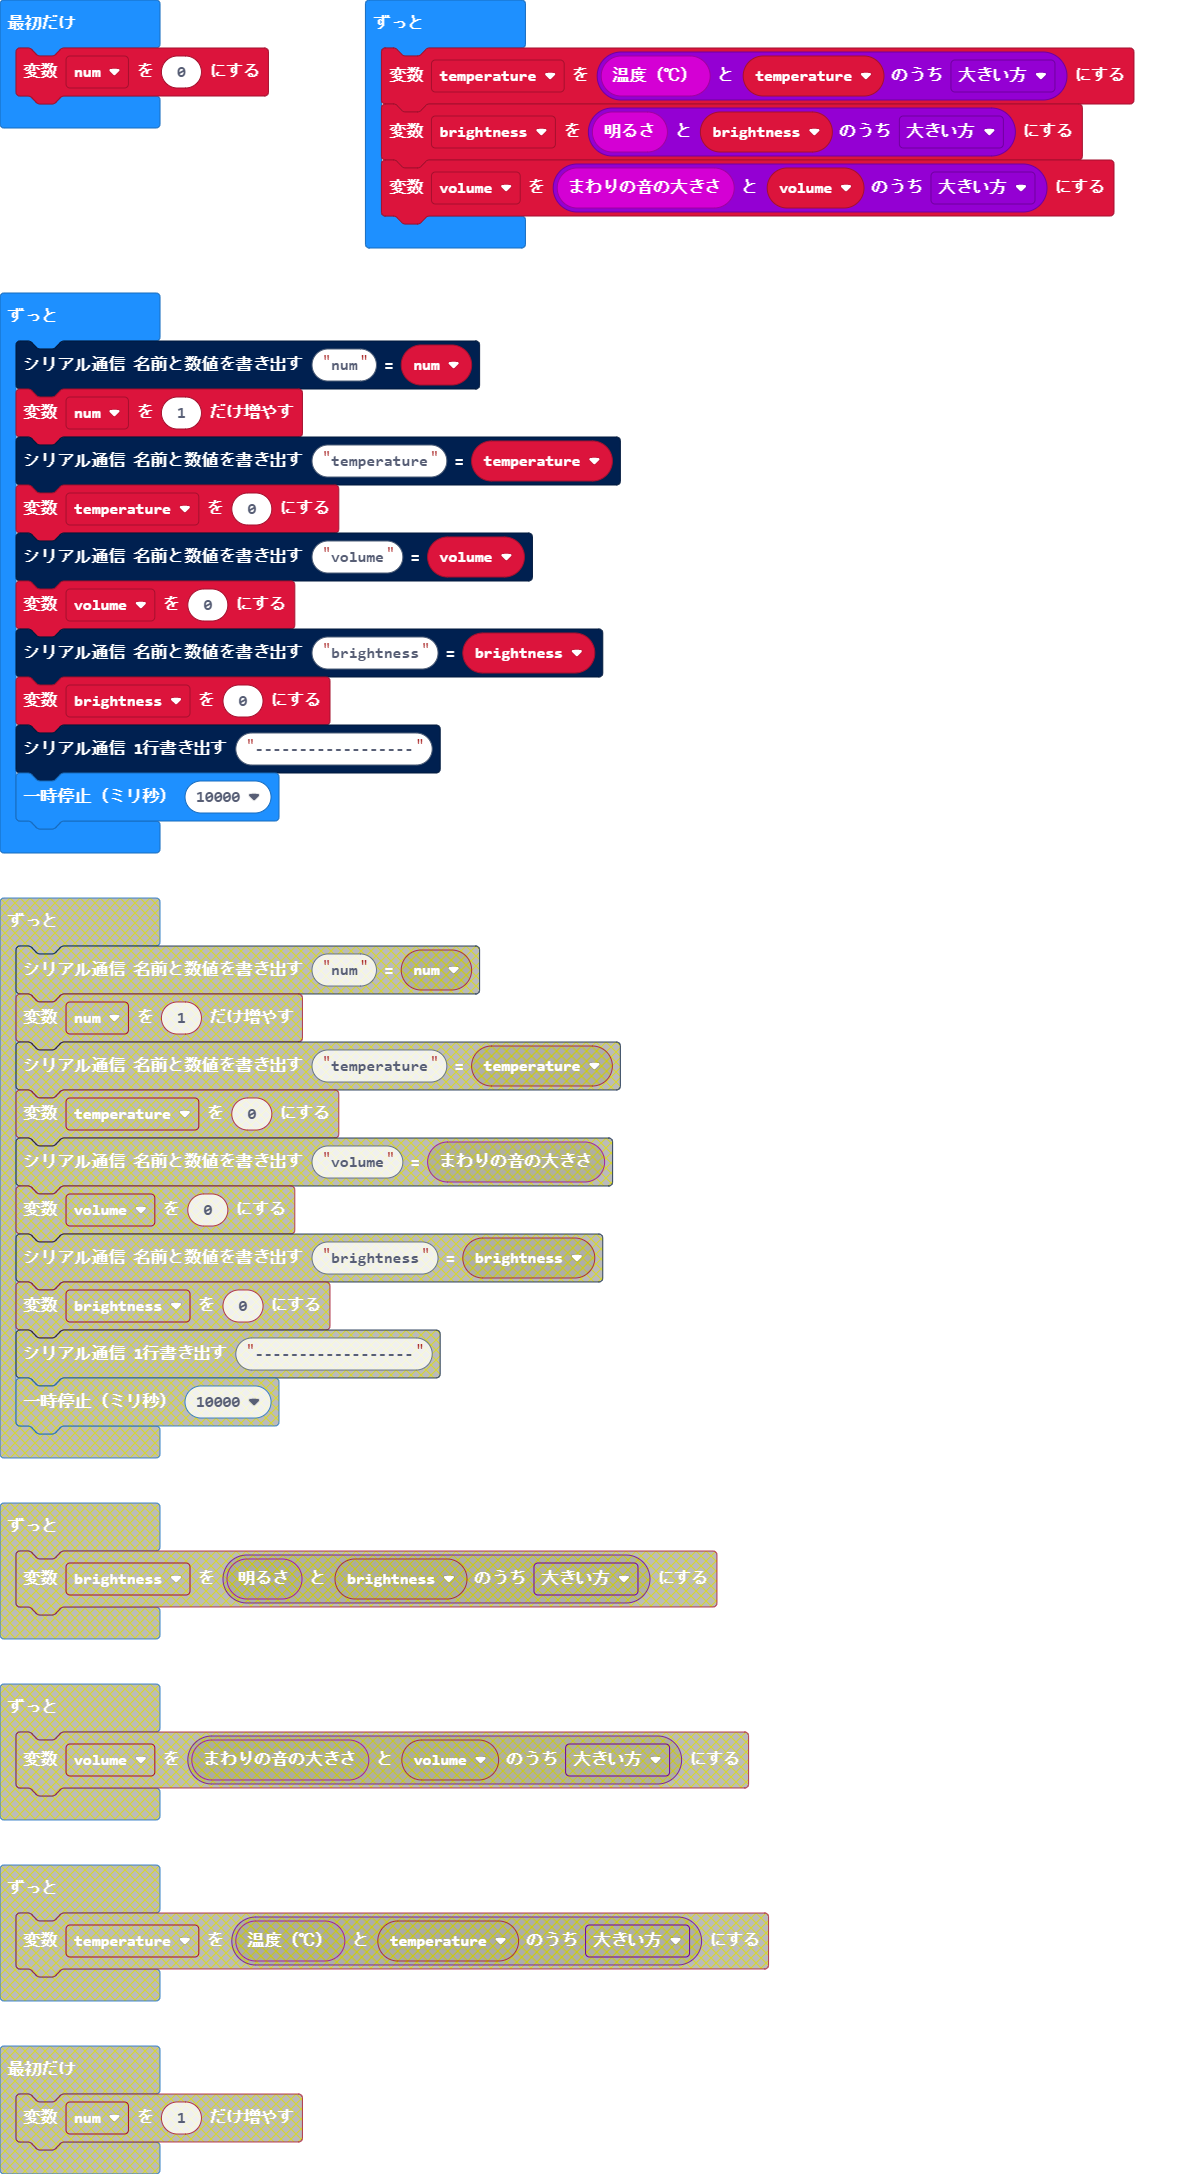 最初だけ
変数 num を 0 にする
ずっと
変数 temperature を 温度（℃） と temperature のうち 大きい方 にする
変数 brightness を 明るさ と brightness のうち 大きい方 にする
変数 volume を まわりの音の大きさ と volume のうち 大きい方 にする
ずっと
シリアル通信 名前と数値を書き出す "num" = num
変数 num を 1 だけ増やす
シリアル通信 名前と数値を書き出す "temperature" = temperature
変数 temperature を 0 にする
シリアル通信 名前と数値を書き出す "volume" = volume
変数 volume を 0 にする
シリアル通信 名前と数値を書き出す "brightness" = brightness
変数 brightness を 0 にする
シリアル通信 1行書き出す "------------------"
一時停止（ミリ秒） 10000
ずっと
シリアル通信 名前と数値を書き出す "num" = num
変数 num を 1 だけ増やす
シリアル通信 名前と数値を書き出す "temperature" = temperature
変数 temperature を 0 にする
シリアル通信 名前と数値を書き出す "volume" = まわりの音の大きさ
変数 volume を 0 にする
シリアル通信 名前と数値を書き出す "brightness" = brightness
変数 brightness を 0 にする
シリアル通信 1行書き出す "------------------"
一時停止（ミリ秒） 10000
ずっと
変数 brightness を 明るさ と brightness のうち 大きい方 にする
ずっと
変数 volume を まわりの音の大きさ と volume のうち 大きい方 にする
ずっと
変数 temperature を 温度（℃） と temperature のうち 大きい方 にする
最初だけ
変数 num を 1 だけ増やす